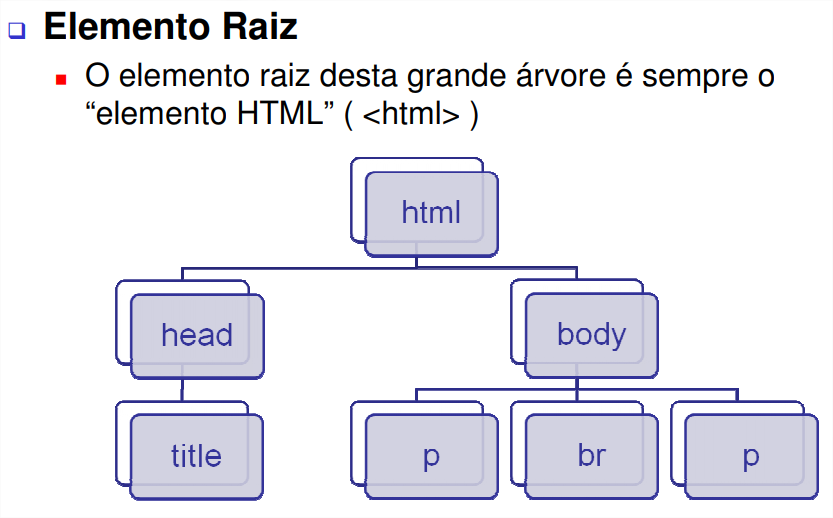 Elemento Raiz
O elemento raiz desta grande árvore é sempre o
“elemento HTML” ( <html> )
html
head
body
title
p
br
p